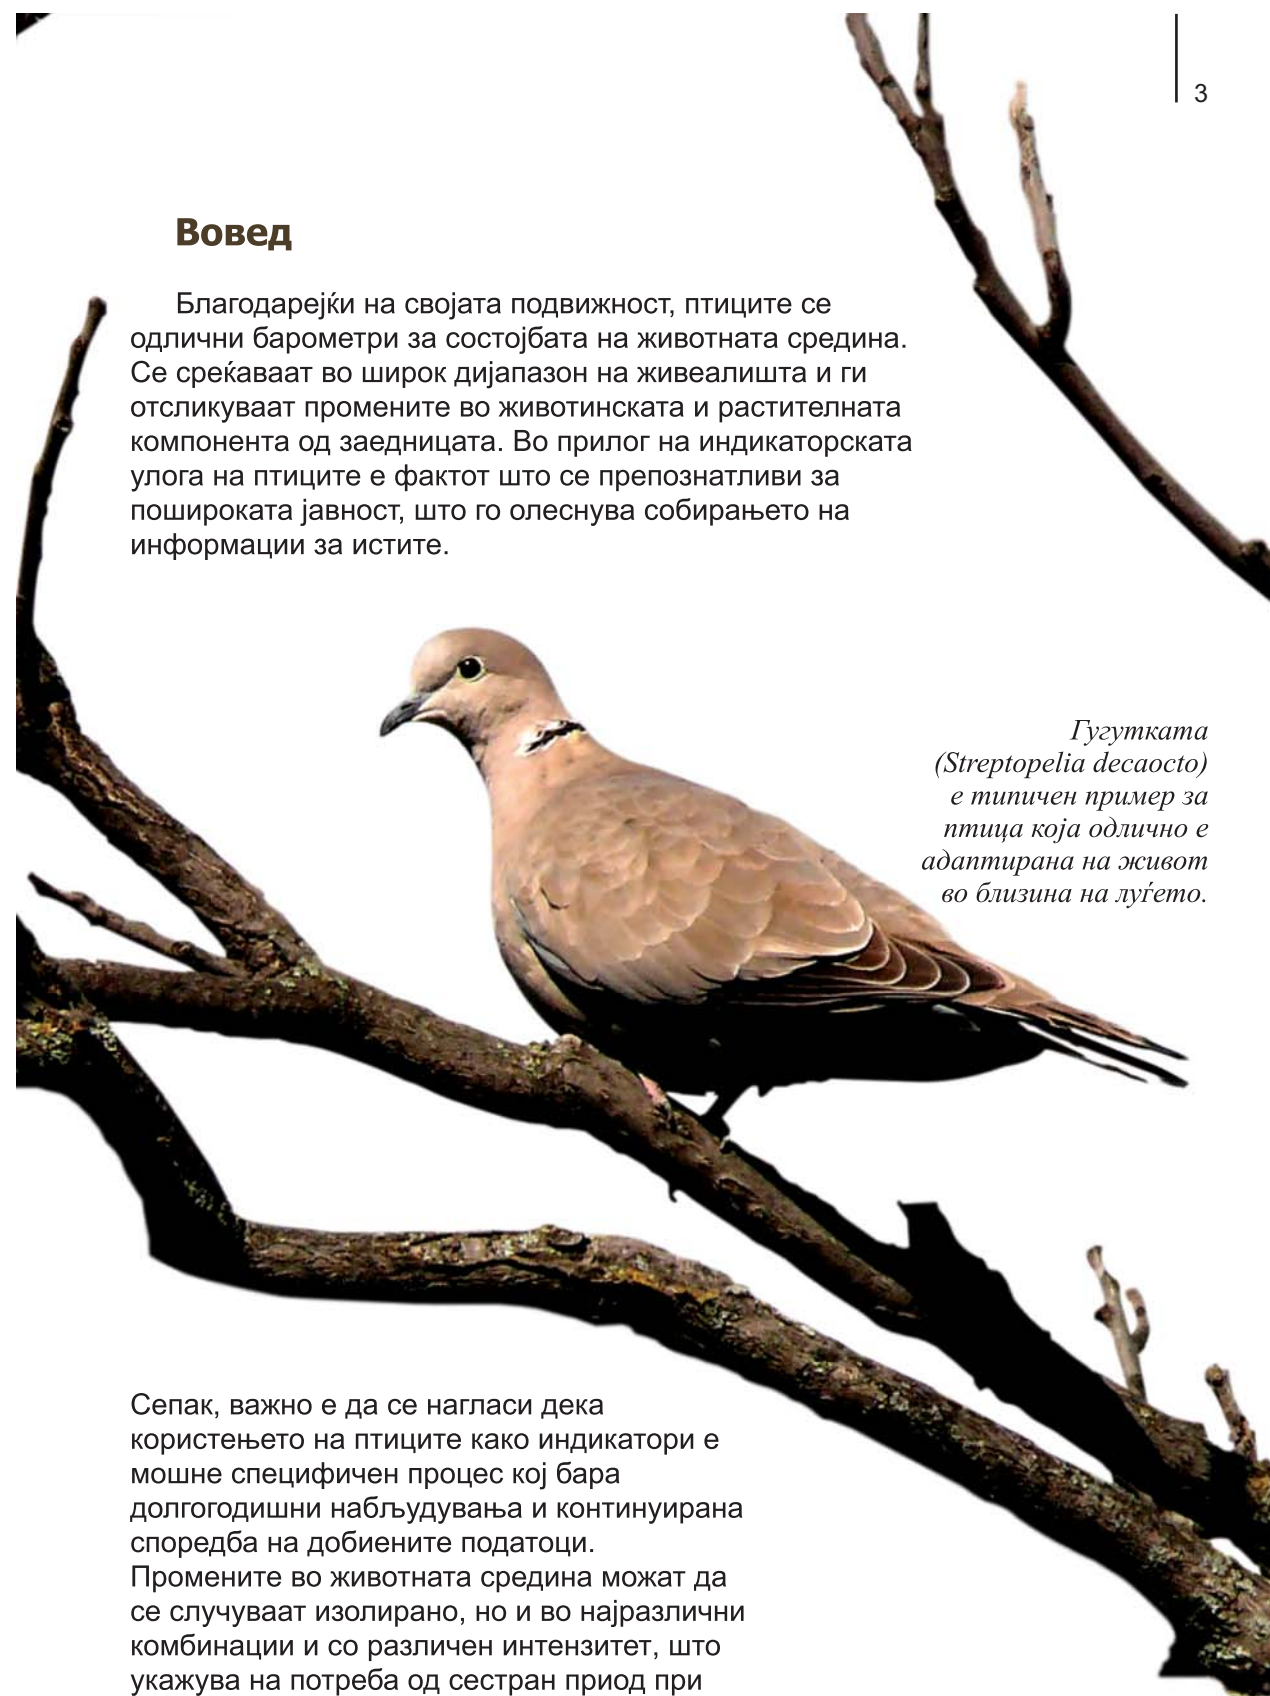 3
Вовед
Благодарејќи на својата подвижност, птиците се
одлични барометри за состојбата на животната средина.
Се среќаваат во широк дијапазон на живеалишта и ги
отсликуваат промените во животинската и растителната
компонента од заедницата. Во прилог на индикаторската
улога на птиците е фактот што се препознатливи за
пошироката јавност, што го олеснува собирањето на
информации за истите.
Гугутката
(Streptopelia decaocto)
е типичен пример за
птица која одлично е
адаптирана на живот
во близина на луѓето.
Сепак, важно е да се нагласи дека
користењето на птиците како индикатори е
мошне специфичен процес кој бара
долгогодишни набљудувања и континуирана
споредба на добиените податоци.
Промените во животната средина можат да
се случуваат изолирано, но и во најразлични
комбинации и со различен интензитет, што
укажува на потреба од сестран приод при